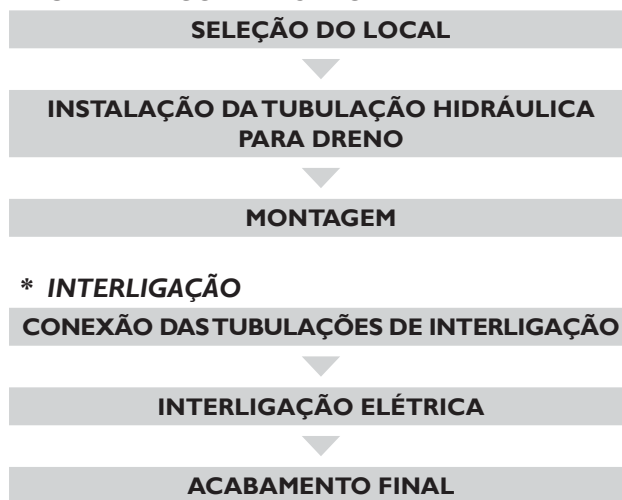 SELEÇÃO DO LOCAL
INSTALAÇÃO DA TUBULAÇÃO HIDRÁULICA
PARA DRENO
MONTAGEM
* INTERLIGAÇÃO
CONEXÃO DAS TUBULAÇÕES DE INTERLIGAÇÃO
INTERLIGAÇÃO ELÉTRICA
ACABAMENTO FINAL